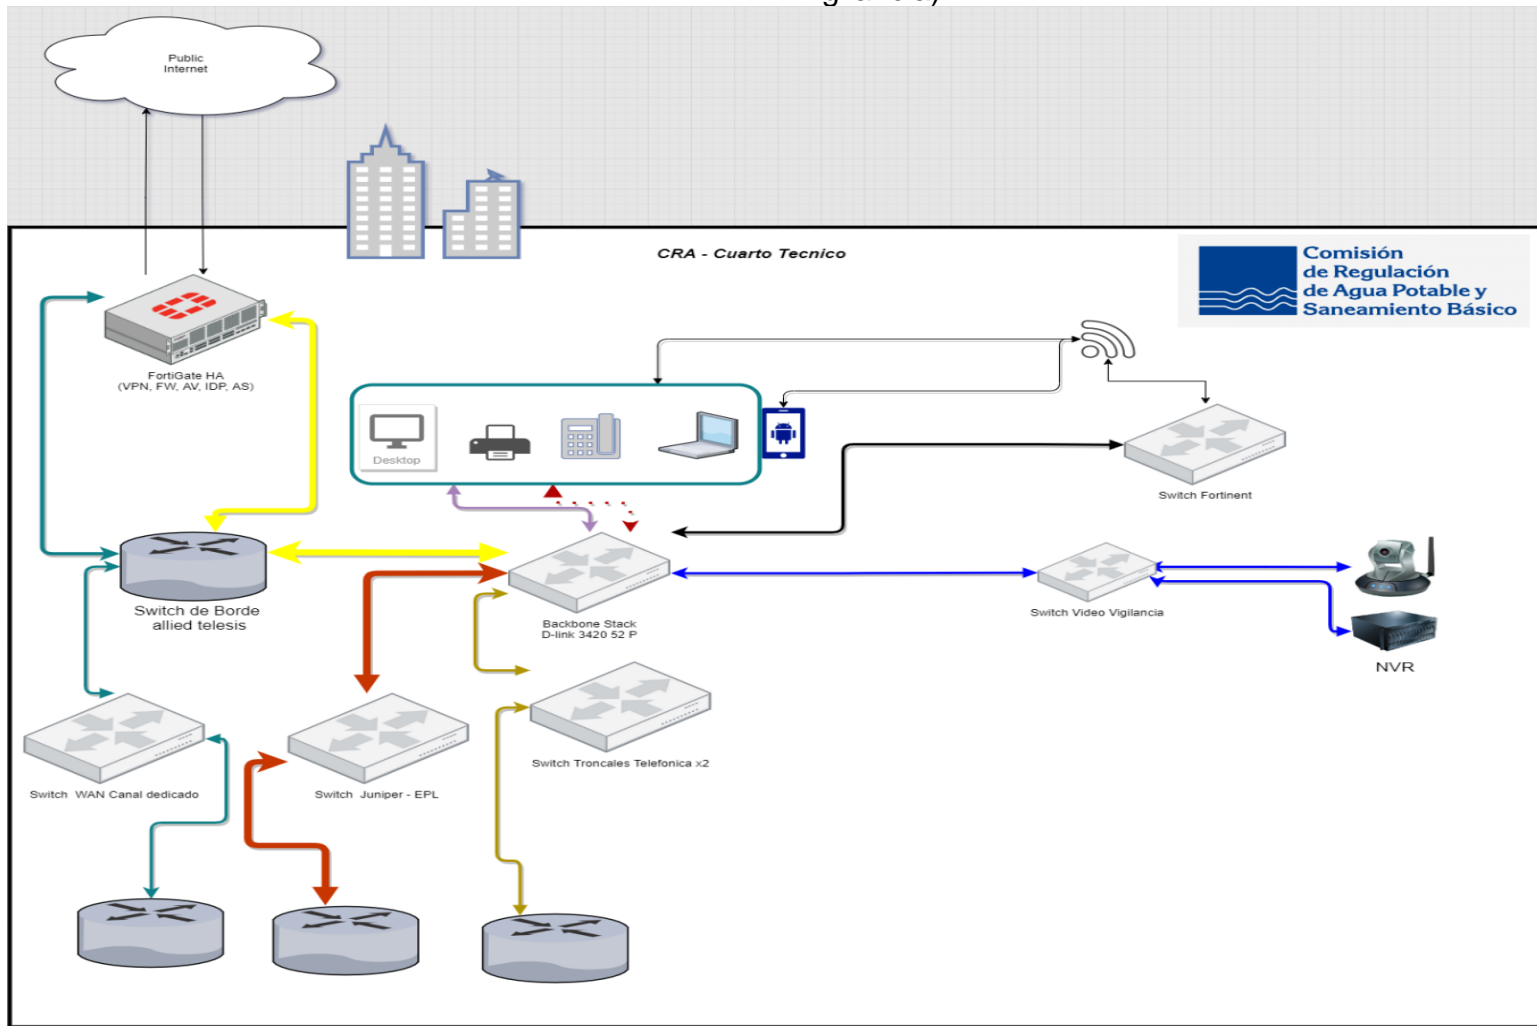 Public
Internet
CRA - Cuarto Tecnico
Comisión
de Regulación
de Agua Potable y
Saneamiento Básico
FortiGate HA
(VPN, FW, AV, IDP, AS)
Desktop
Switch Fortinent
Switch de Borde
allied telesis
Backbone Stack
D-link 3420 52 P
Switch Video Vigilancia
NVR
Switch Troncales Telefonica x2
Switch WAN Canal dedicado
Switch Juniper - EPL